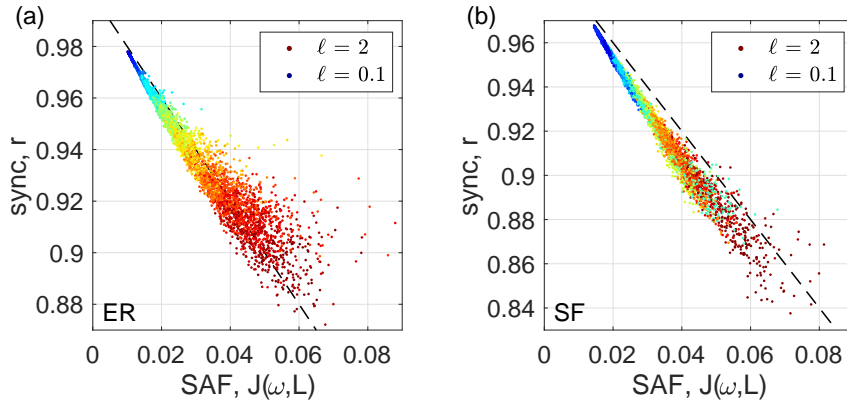 (a)
sync, r
0.98
0.96
0.94
0.92
0.9
0.88
ℓ = 2
ℓ = 0.1
ER
0 0.02 0.04 0.06 0.08
SAF, J(ω,L)
(b)
sync, r
0.96
0.94
0.92
0.9
0.88
0.86
0.84
ℓ = 2
ℓ = 0.1
SF
0 0.02 0.04 0.06 0.08
SAF, J(ω,L)